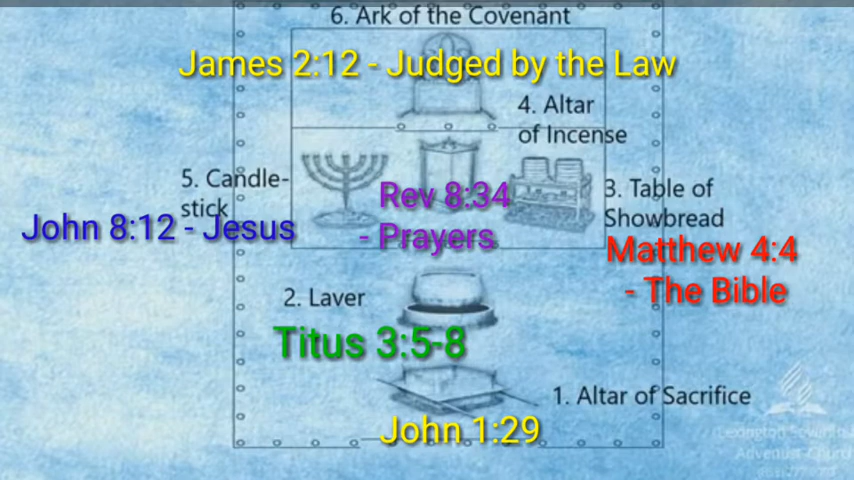 6. Ark of the Covenant
James 2:12 - Judged by the Law
4. Altar
of Incense
5. Candle-
stick
John 8:12 - Jesus
Rev 8:34
- Prayers
3. Table of
Showbread
Matthew 4:4
- The Bible
2. Laver
Titus 3:5-8
1. Altar of Sacrifice
John 1:29
Lexington Seventh-
Adventist Church